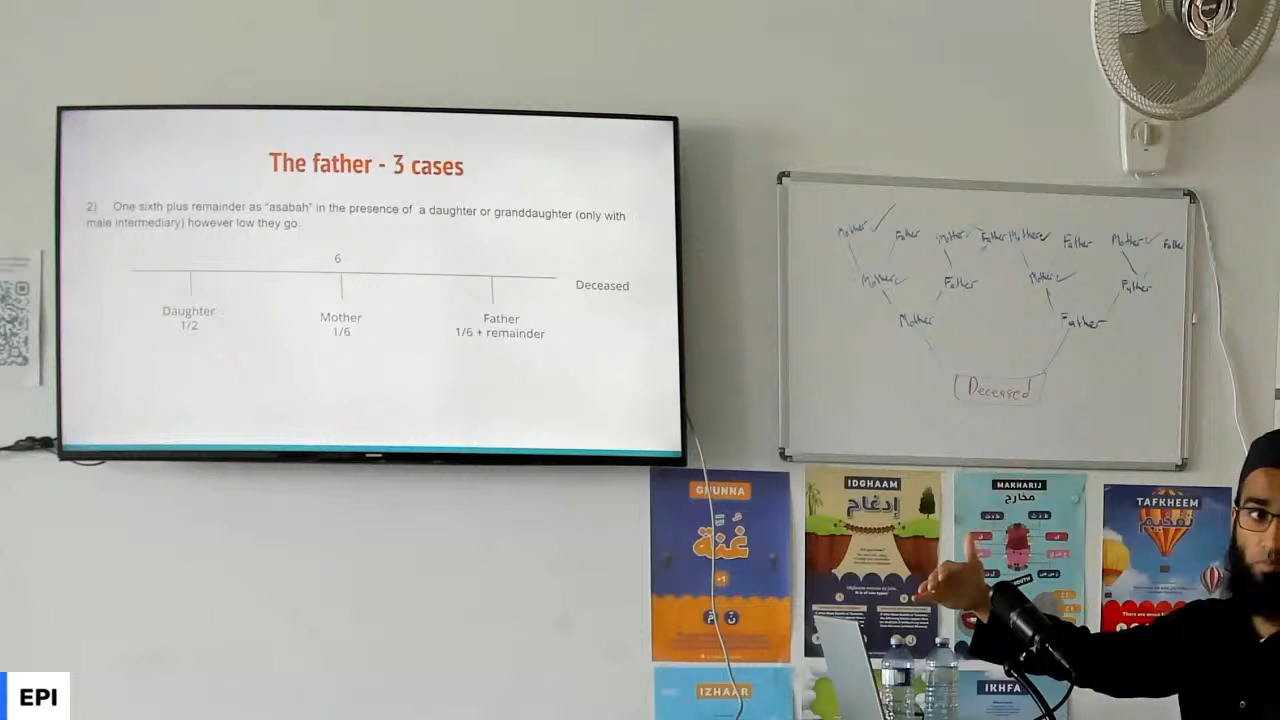 The father - 3 cases
2) One sixth plus remainder as "asabah" in the presence of a daughter or granddaughter (only with
male intermediary) however low they go.
6
Deceased
Daughter
1/2
Mother
1/6
Father
1/6 + remainder
Mother ✓ Father Mother Father Mother ✓ Father Mother ✓ Father
Mother ✓ Father Mother ✓ Father
Mother Father
Deceased
GHUNNA
غُنَّة
IDGHAAM
إدغام
MAKHARIJ
مخارج
TAFKHEEM
تفخيم
MOUTH
IZHAAR
IKHFA
EPI